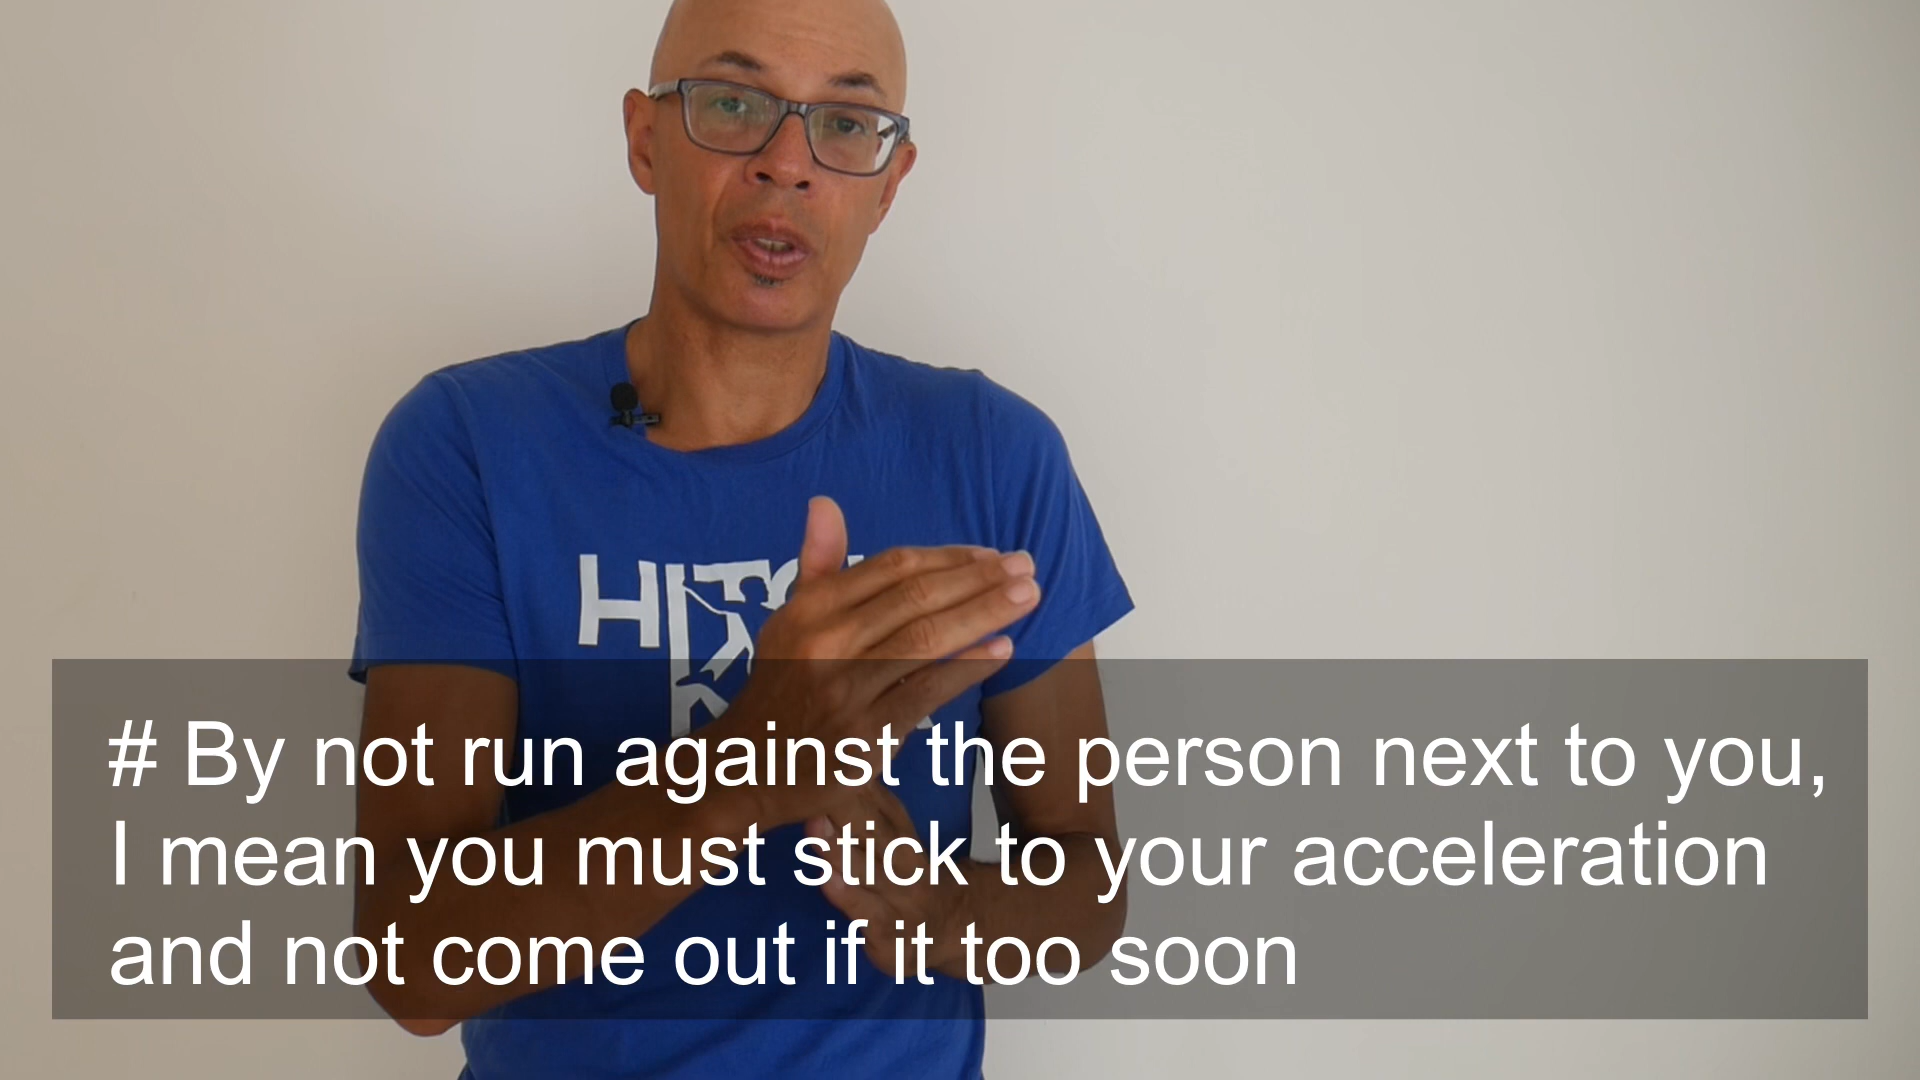 HIT
# By not run against the person next to you,
I mean you must stick to your acceleration
and not come out if it too soon